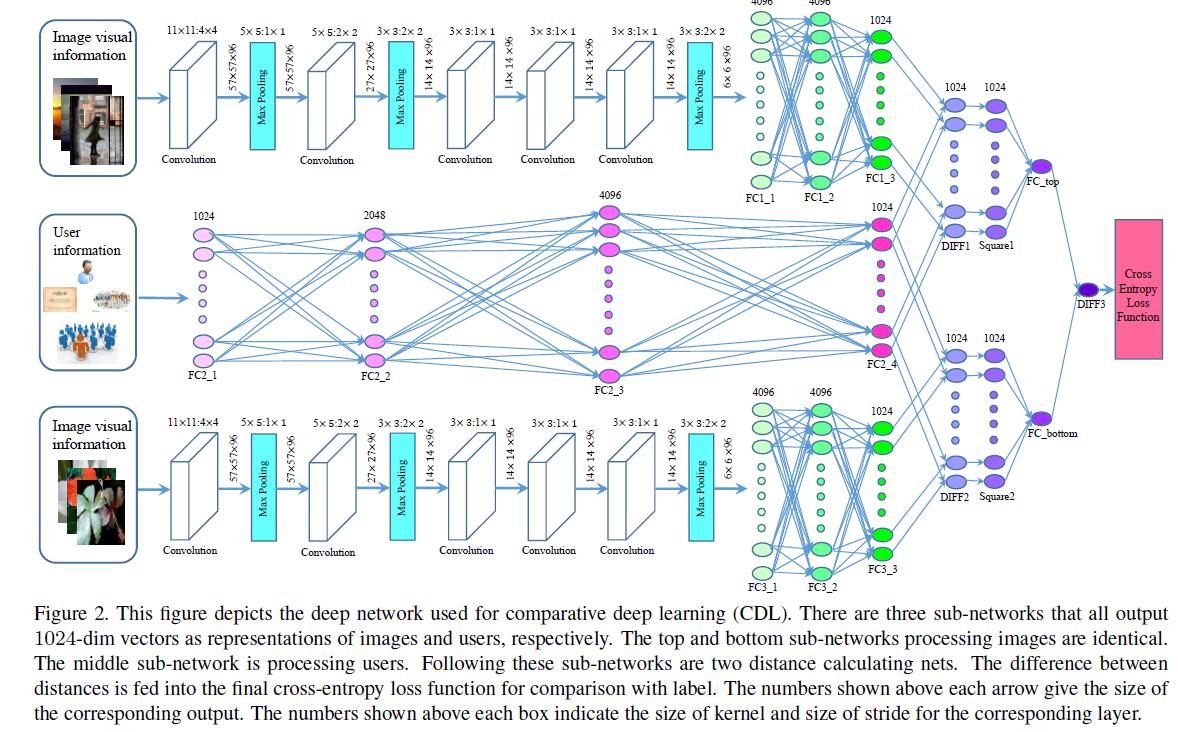 Image visual
information
11×11:4×4
57×57×96
5× 5:1× 1
57×57×96
5× 5:2× 2
27× 27×96
3× 3:2× 2
14× 14 ×96
3× 3:1× 1
14× 14 ×96
3× 3:1× 1
14× 14 ×96
3× 3:1× 1
14× 14 ×96
3× 3:2× 2
6× 6 ×96
4096
4096
1024
Max Pooling
Max Pooling
Max Pooling
Convolution
Convolution
Convolution
Convolution
Convolution
FC1_1
FC1_2
FC1_3
1024
1024
DIFF1
Square1
FC_top
User
information
1024
2048
4096
1024
FC2_1
FC2_2
FC2_3
FC2_4
DIFF3
Cross
Entropy
Loss
Function
1024
1024
DIFF2
Square2
FC_bottom
Image visual
information
11×11:4×4
57×57×96
5× 5:1× 1
57×57×96
5× 5:2× 2
27× 27×96
3× 3:2× 2
14× 14 ×96
3× 3:1× 1
14× 14 ×96
3× 3:1× 1
14× 14 ×96
3× 3:1× 1
14× 14 ×96
3× 3:2× 2
6× 6 ×96
4096
4096
1024
Max Pooling
Max Pooling
Max Pooling
Convolution
Convolution
Convolution
Convolution
Convolution
FC3_1
FC3_2
FC3_3
Figure 2. This figure depicts the deep network used for comparative deep learning (CDL). There are three sub-networks that all output
1024-dim vectors as representations of images and users, respectively. The top and bottom sub-networks processing images are identical.
The middle sub-network is processing users. Following these sub-networks are two distance calculating nets. The difference between
distances is fed into the final cross-entropy loss function for comparison with label. The numbers shown above each arrow give the size of
the corresponding output. The numbers shown above each box indicate the size of kernel and size of stride for the corresponding layer.